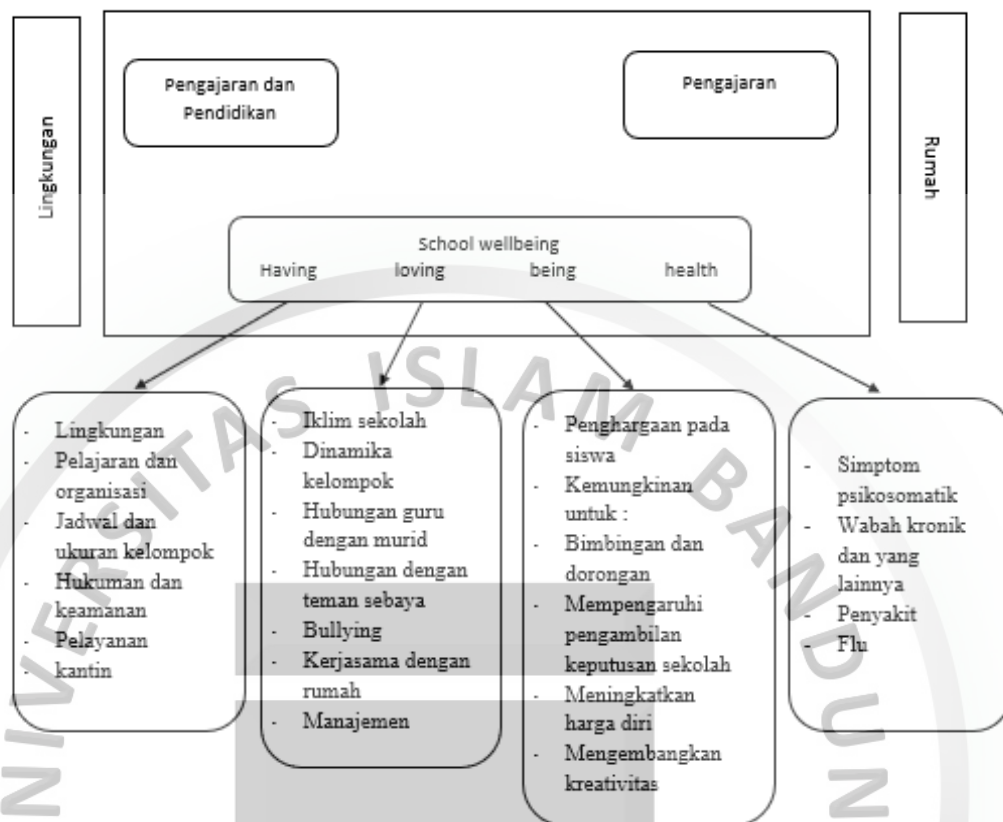 Lingkungan
Pengajaran dan
Pendidikan
Pengajaran
Rumah
School wellbeing
Having loving being health
- Lingkungan
- Pelajaran dan
organisasi
- Jadwal dan
ukuran kelompok
- Hukuman dan
keamanan
- Pelayanan
- kantin
- Iklim sekolah
- Dinamika
kelompok
- Hubungan guru
dengan murid
- Hubungan dengan
teman sebaya
- Bullying
- Kerjasama dengan
rumah
- Manajemen
- Penghargaan pada
siswa
- Kemungkinan
untuk :
- Bimbingan dan
dorongan
- Mempengaruhi
pengambilan
keputusan sekolah
- Meningkatkan
harga diri
- Mengembangkan
kreativitas
- Simptom
psikosomatik
- Wabah kronik
dan yang
lainnya
- Penyakit
- Flu
NIVERSITAS ISLAM BANDUN